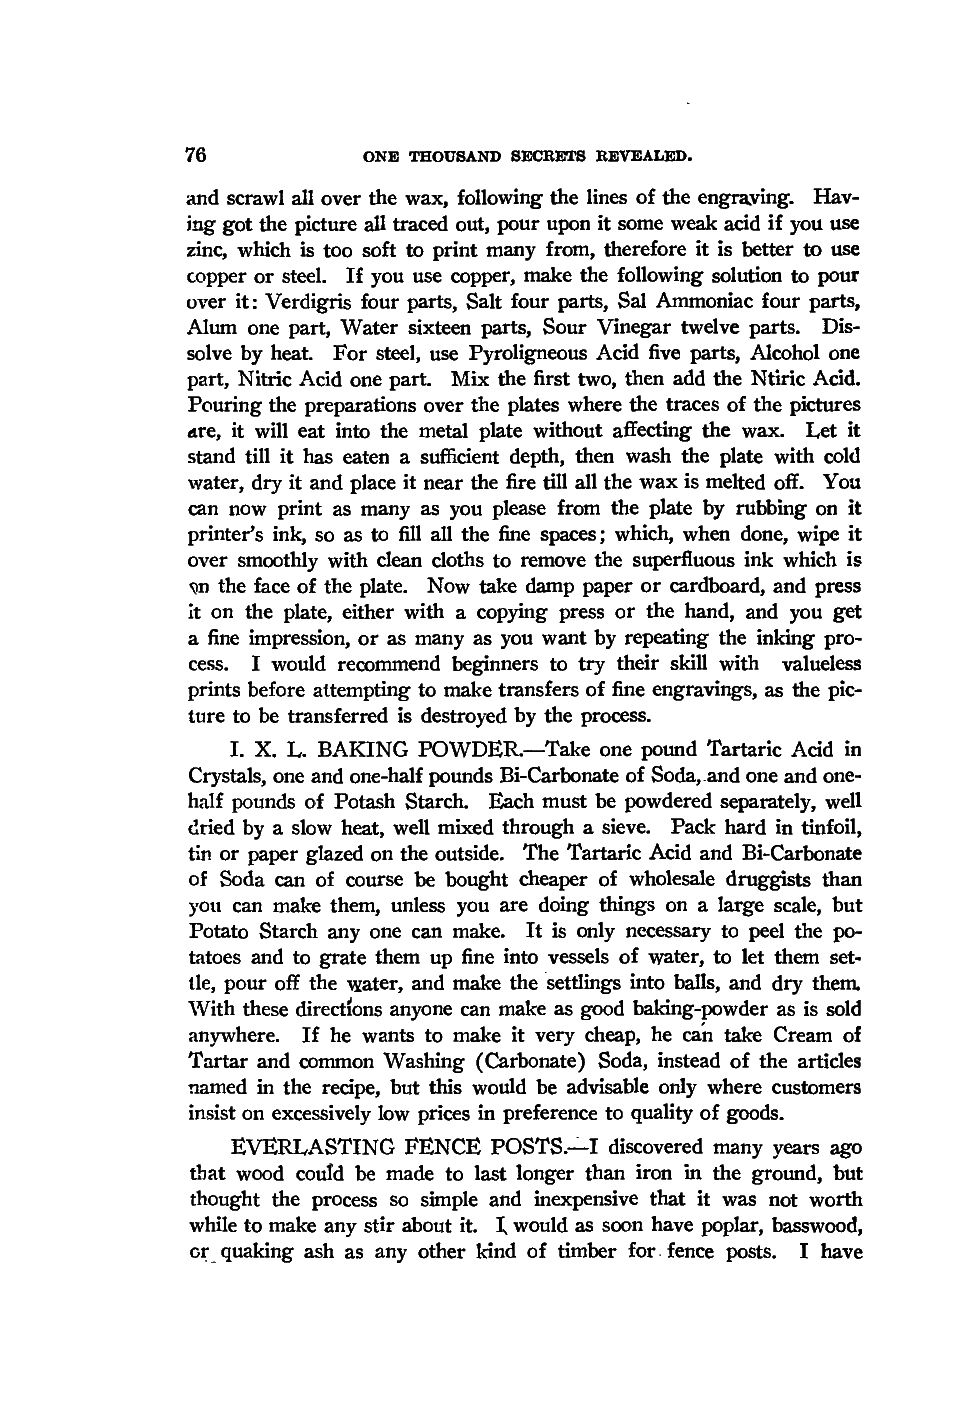 76 ONE THOUSAND SECRETS REVEALED.
and scrawl all over the wax, following the lines of the engraving. Hav-
ing got the picture all traced out, pour upon it some weak acid if you use
zinc, which is too soft to print many from, therefore it is better to use
copper or steel. If you use copper, make the following solution to pour
over it: Verdigris four parts, Salt four parts, Sal Ammoniac four parts,
Alum one part, Water sixteen parts, Sour Vinegar twelve parts. Dis-
solve by heat. For steel, use Pyroligneous Acid five parts, Alcohol one
part, Nitric Acid one part. Mix the first two, then add the Ntiric Acid.
Pouring the preparations over the plates where the traces of the pictures
are, it will eat into the metal plate without affecting the wax. Let it
stand till it has eaten a sufficient depth, then wash the plate with cold
water, dry it and place it near the fire till all the wax is melted off. You
can now print as many as you please from the plate by rubbing on it
printer's ink, so as to fill all the fine spaces; which, when done, wipe it
over smoothly with clean cloths to remove the superfluous ink which is
on the face of the plate. Now take damp paper or cardboard, and press
it on the plate, either with a copying press or the hand, and you get
a fine impression, or as many as you want by repeating the inking pro-
cess. I would recommend beginners to try their skill with valueless
prints before attempting to make transfers of fine engravings, as the pic-
ture to be transferred is destroyed by the process.
I. X. L. BAKING POWDER.—Take one pound Tartaric Acid in
Crystals, one and one-half pounds Bi-Carbonate of Soda, and one and one-
half pounds of Potash Starch. Each must be powdered separately, well
dried by a slow heat, well mixed through a sieve. Pack hard in tinfoil,
tin or paper glazed on the outside. The Tartaric Acid and Bi-Carbonate
of Soda can of course be bought cheaper of wholesale druggists than
you can make them, unless you are doing things on a large scale, but
Potato Starch any one can make. It is only necessary to peel the po-
tatoes and to grate them up fine into vessels of water, to let them set-
tle, pour off the water, and make the settlings into balls, and dry them.
With these directions anyone can make as good baking-powder as is sold
anywhere. If he wants to make it very cheap, he can take Cream of
Tartar and common Washing (Carbonate) Soda, instead of the articles
named in the recipe, but this would be advisable only where customers
insist on excessively low prices in preference to quality of goods.
EVERLASTING FENCE POSTS.—I discovered many years ago
that wood could be made to last longer than iron in the ground, but
thought the process so simple and inexpensive that it was not worth
while to make any stir about it. I would as soon have poplar, basswood,
or quaking ash as any other kind of timber for fence posts. I have